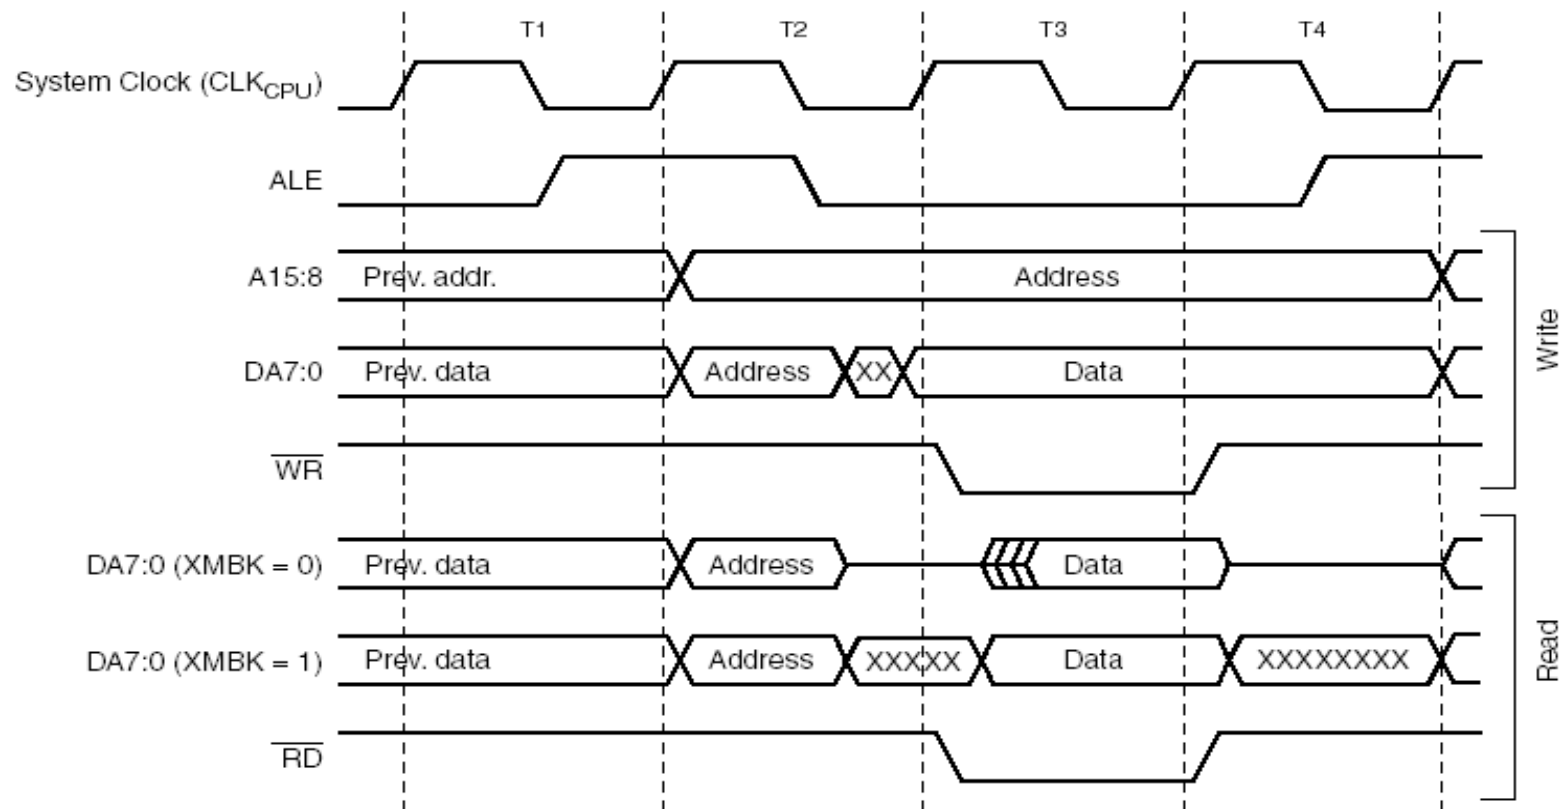 T1 T2 T3 T4
System Clock (CLKCPU)
ALE
A15:8 Prev. addr. Address
DA7:0 Prev. data Address XX Data
WR
Write
DA7:0 (XMBK = 0) Prev. data Address Data
DA7:0 (XMBK = 1) Prev. data Address XXXXX Data XXXXXXXX
RD
Read